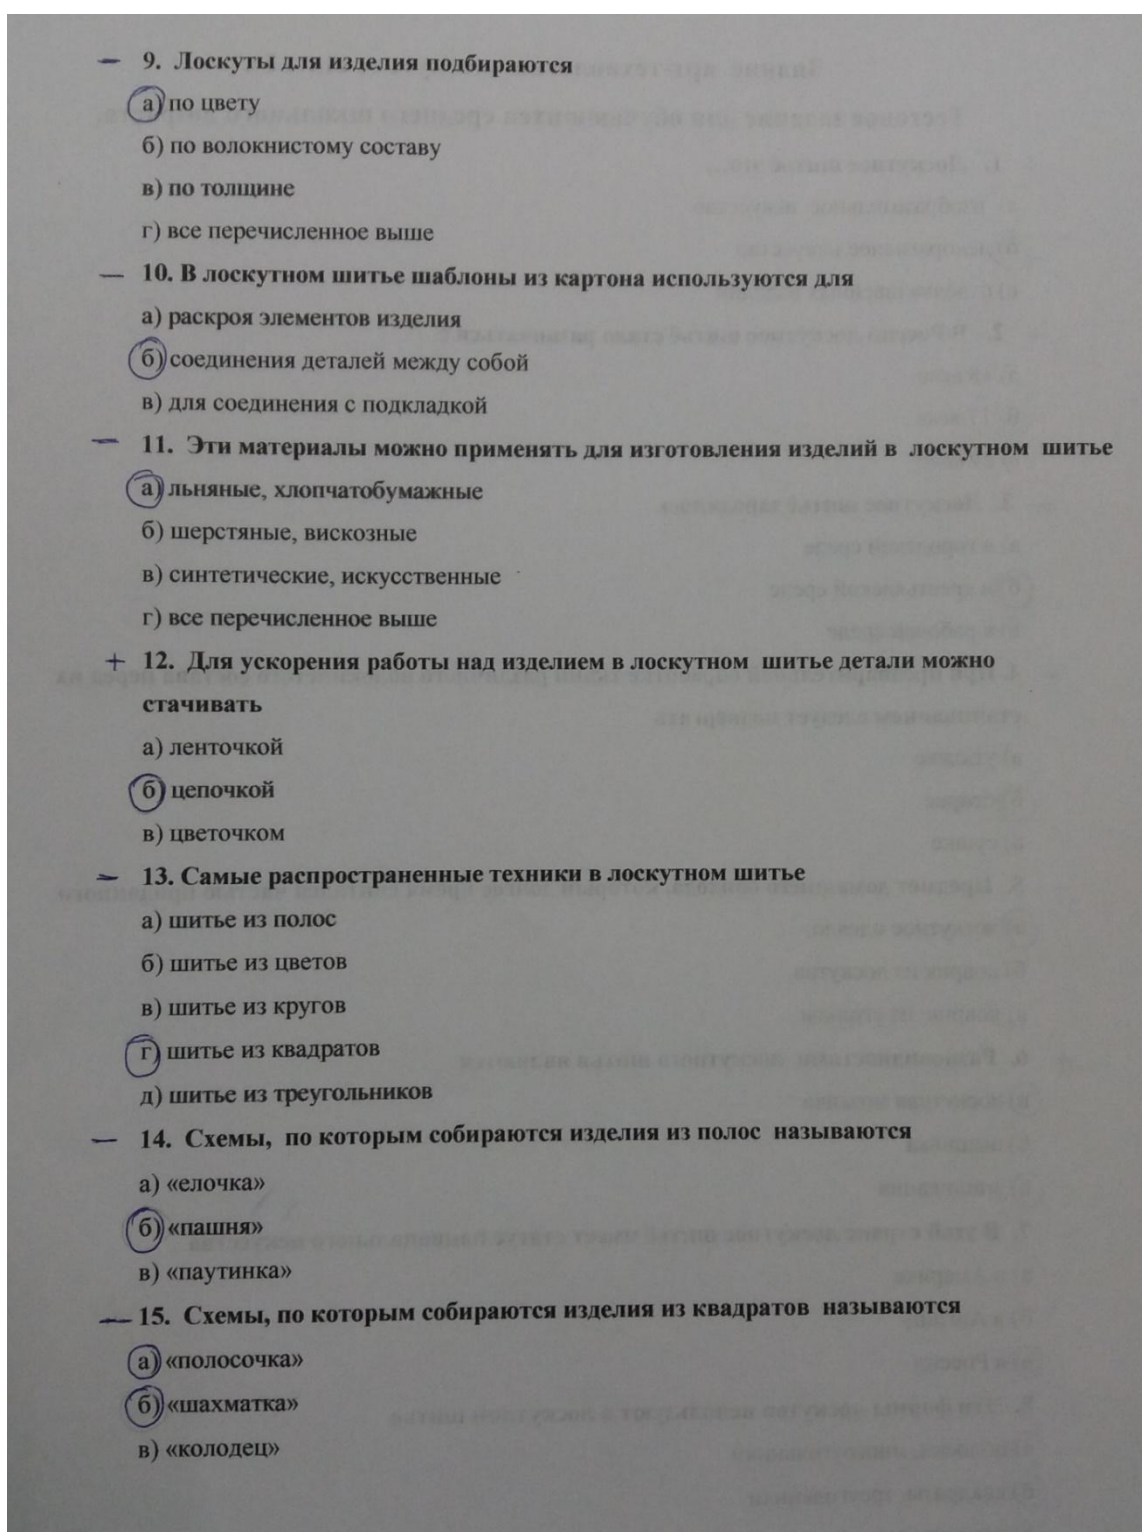 — 9. Лоскуты для изделия подбираются
а) по цвету
б) по волокнистому составу
в) по толщине
г) все перечисленное выше
— 10. В лоскутном шитье шаблоны из картона используются для
а) раскроя элементов изделия
б) соединения деталей между собой
в) для соединения с подкладкой
— 11. Эти материалы можно применять для изготовления изделий в лоскутном шитье
а) льняные, хлопчатобумажные
б) шерстяные, вискозные
в) синтетические, искусственные
г) все перечисленное выше
+ 12. Для ускорения работы над изделием в лоскутном шитье детали можно
стачивать
а) ленточкой
б) цепочкой
в) цветочком
— 13. Самые распространенные техники в лоскутном шитье
а) шитье из полос
б) шитье из цветов
в) шитье из кругов
г) шитье из квадратов
д) шитье из треугольников
— 14. Схемы, по которым собираются изделия из полос называются
а) «елочка»
б) «пашня»
в) «паутинка»
— 15. Схемы, по которым собираются изделия из квадратов называются
а) «полосочка»
б) «шахматка»
в) «колодец»